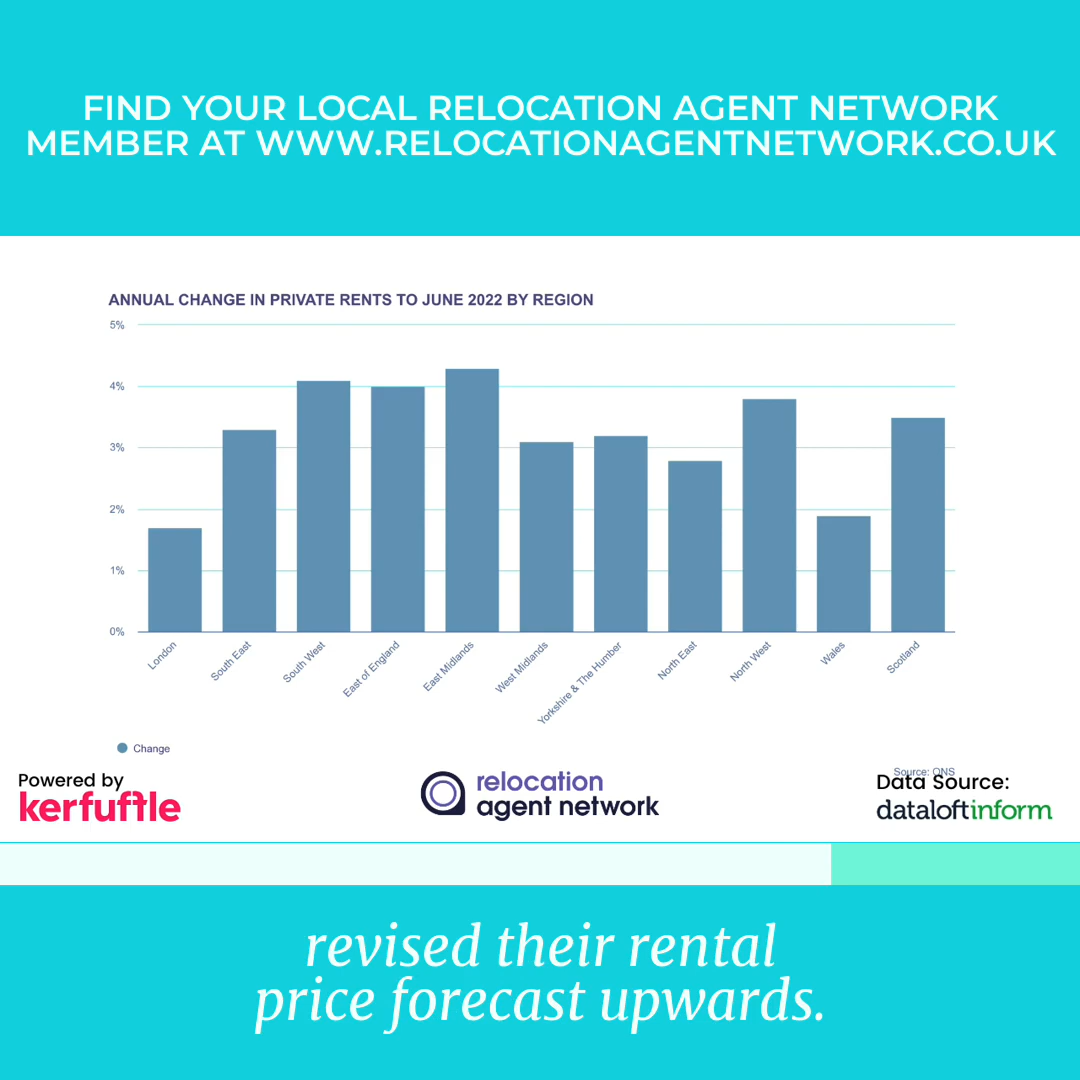 FIND YOUR LOCAL RELOCATION AGENT NETWORK
MEMBER AT WWW.RELOCATIONAGENTNETWORK.CO.UK
ANNUAL CHANGE IN PRIVATE RENTS TO JUNE 2022 BY REGION
5%
4%
3%
2%
1%
0%
London
South East
South West
East of England
East Midlands
West Midlands
Yorkshire & The Humber
North East
North West
Wales
Scotland
Change
Powered by
kerfuffle
relocation
agent network
Source: ONS
Data Source:
dataloftinform
revised their rental
price forecast upwards.